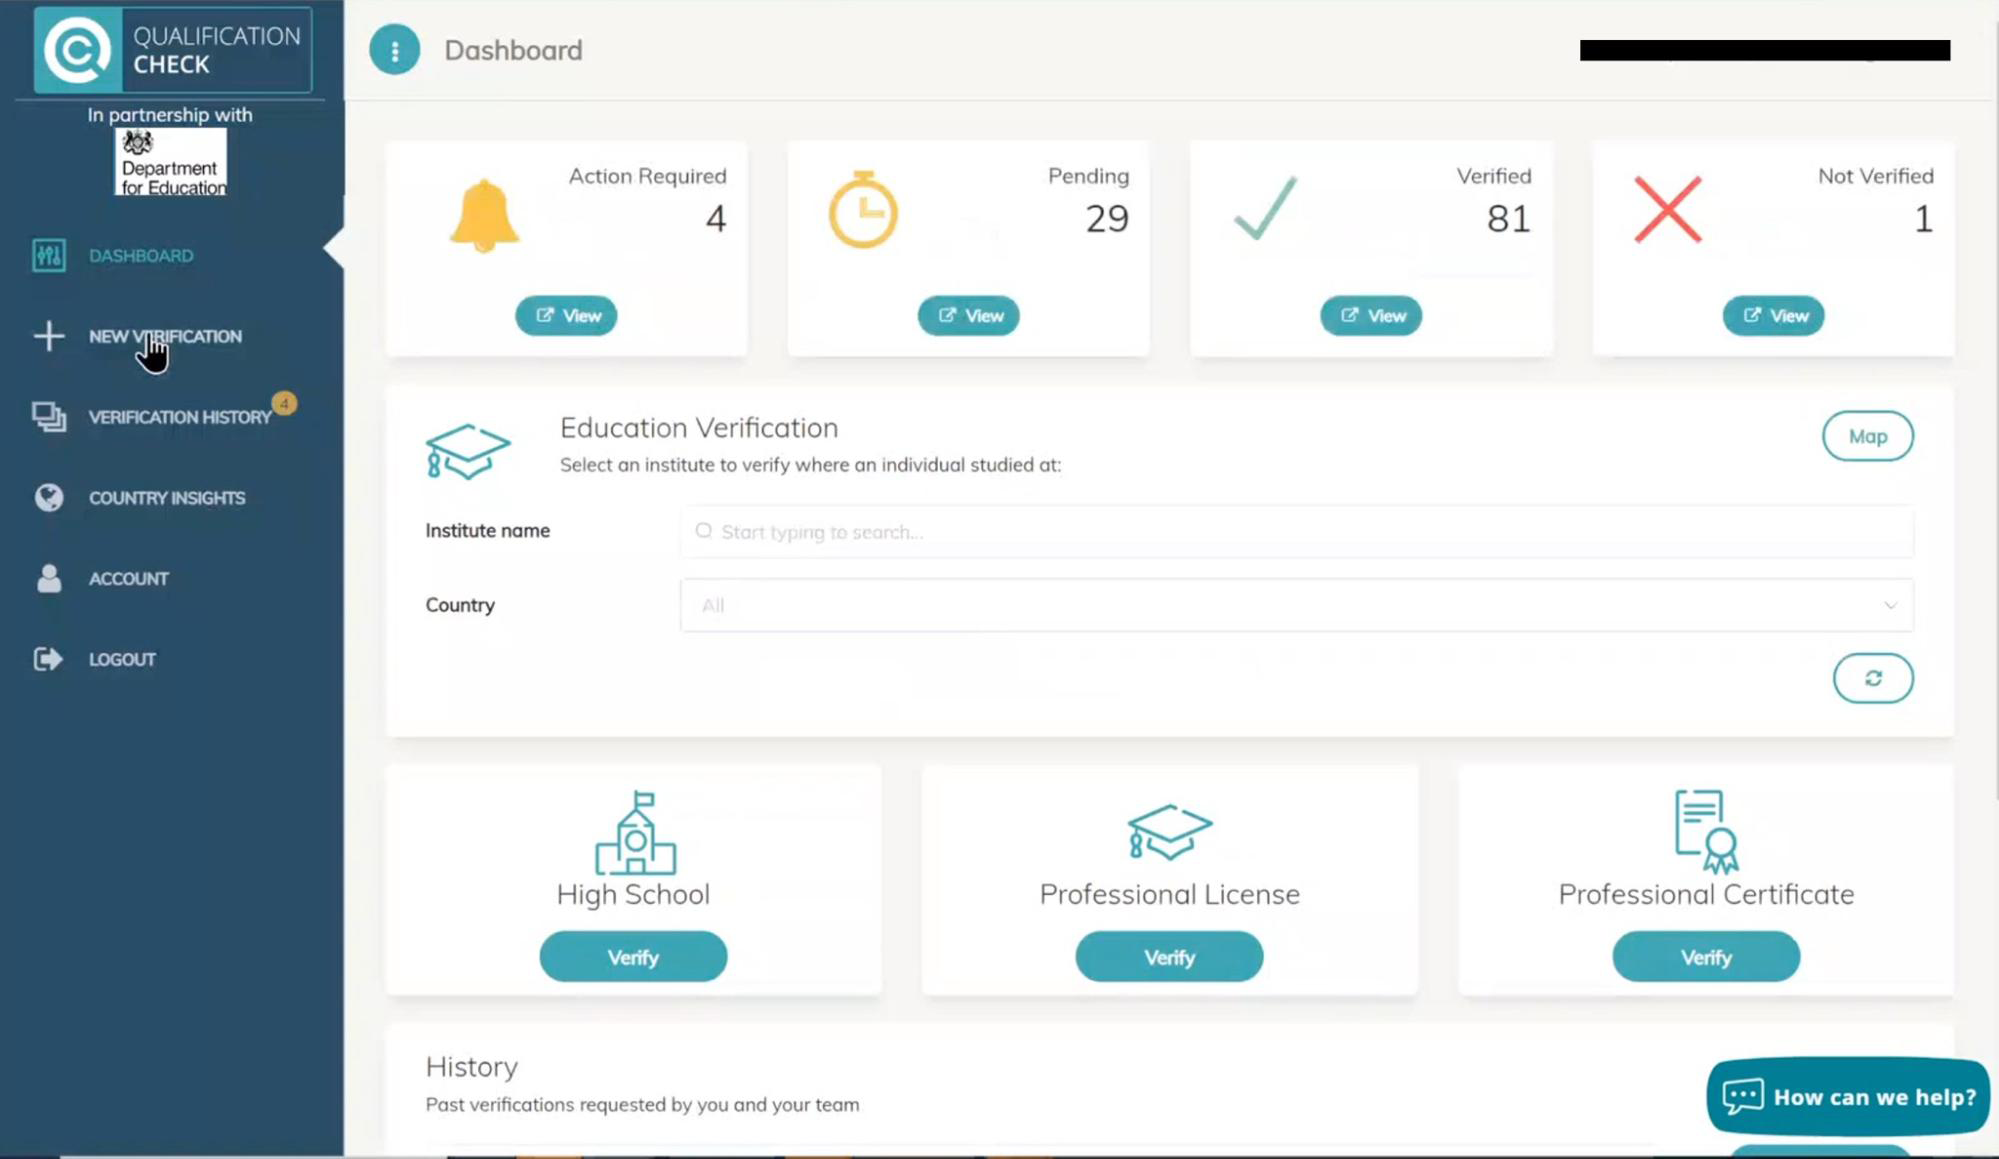 QUALIFICATION
CHECK
In partnership with
Department
for Education
DASHBOARD
NEW VERIFICATION
VERIFICATION HISTORY
4
COUNTRY INSIGHTS
ACCOUNT
LOGOUT
Dashboard
Action Required
4
View
Pending
29
View
Verified
81
View
Not Verified
1
View
Education Verification
Select an institute to verify where an individual studied at:
Map
Institute name
Start typing to search...
Country
All
High School
Verify
Professional License
Verify
Professional Certificate
Verify
History
Past verifications requested by you and your team
How can we help?